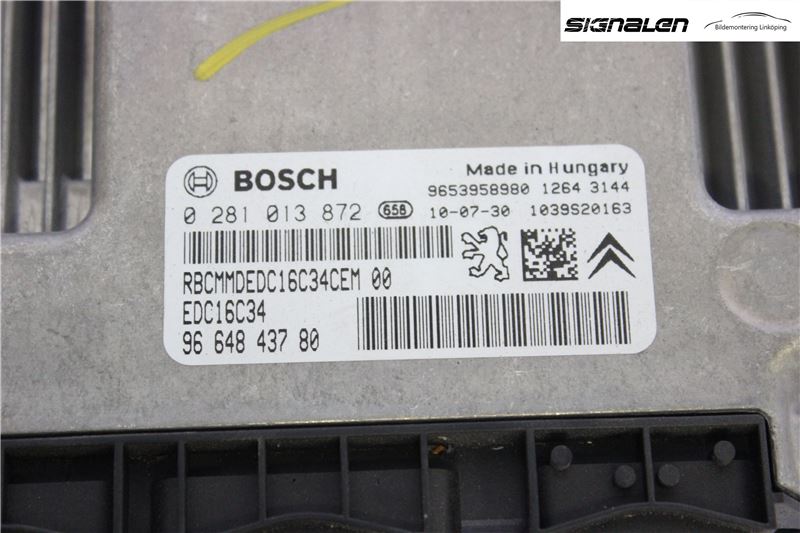 SIGNALEN
Bildemontering Linköping
BOSCH
Made in Hungary
9653958980 1264 3144
0 281 013 872 658 10-07-30 1039S20163
RBCMMDEDC16C34CEM 00
EDC16C34
96 648 437 80